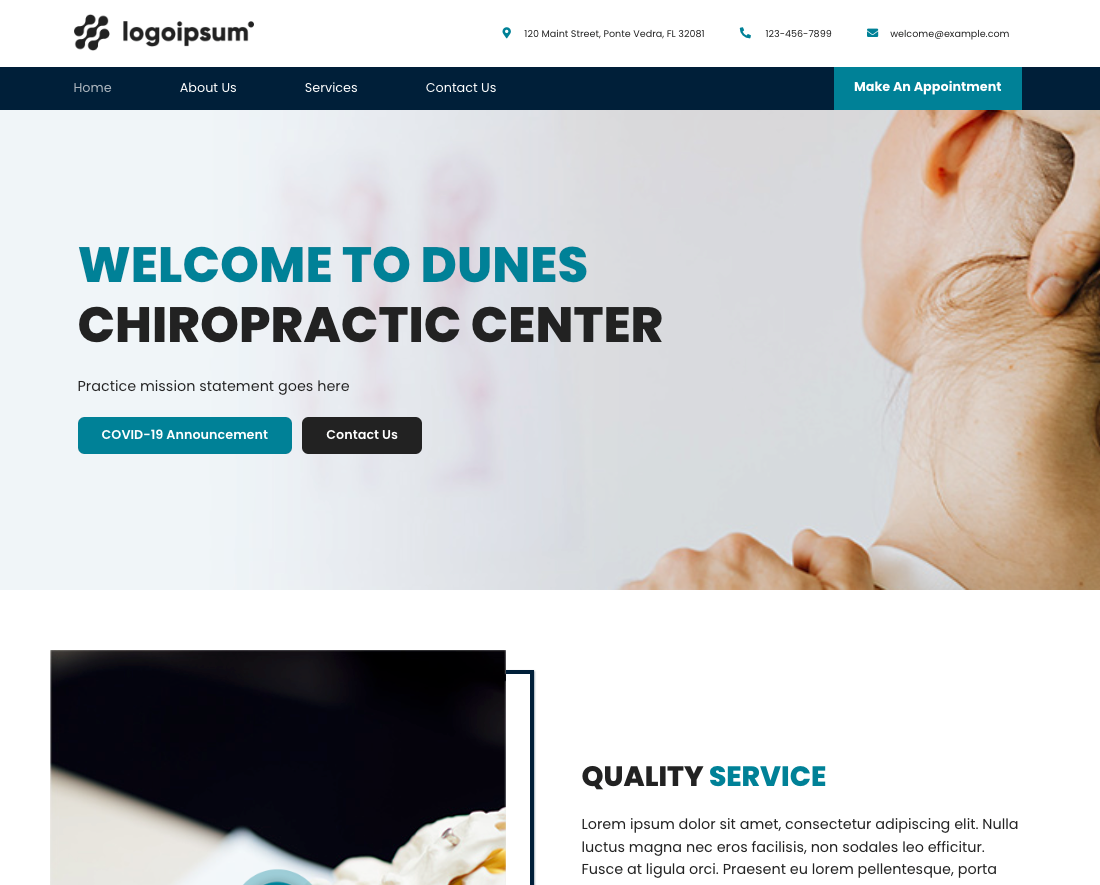 logoipsum
120 Maint Street, Ponte Vedra, FL 32081
123-456-7899
welcome@example.com
Home
About Us
Services
Contact Us
Make An Appointment
WELCOME TO DUNES
CHIROPRACTIC CENTER
Practice mission statement goes here
COVID-19 Announcement
Contact Us
QUALITY SERVICE
Lorem ipsum dolor sit amet, consectetur adipiscing elit. Nulla
luctus magna nec eros facilisis, non sodales leo efficitur.
Fusce at ligula orci. Praesent eu lorem pellentesque, porta